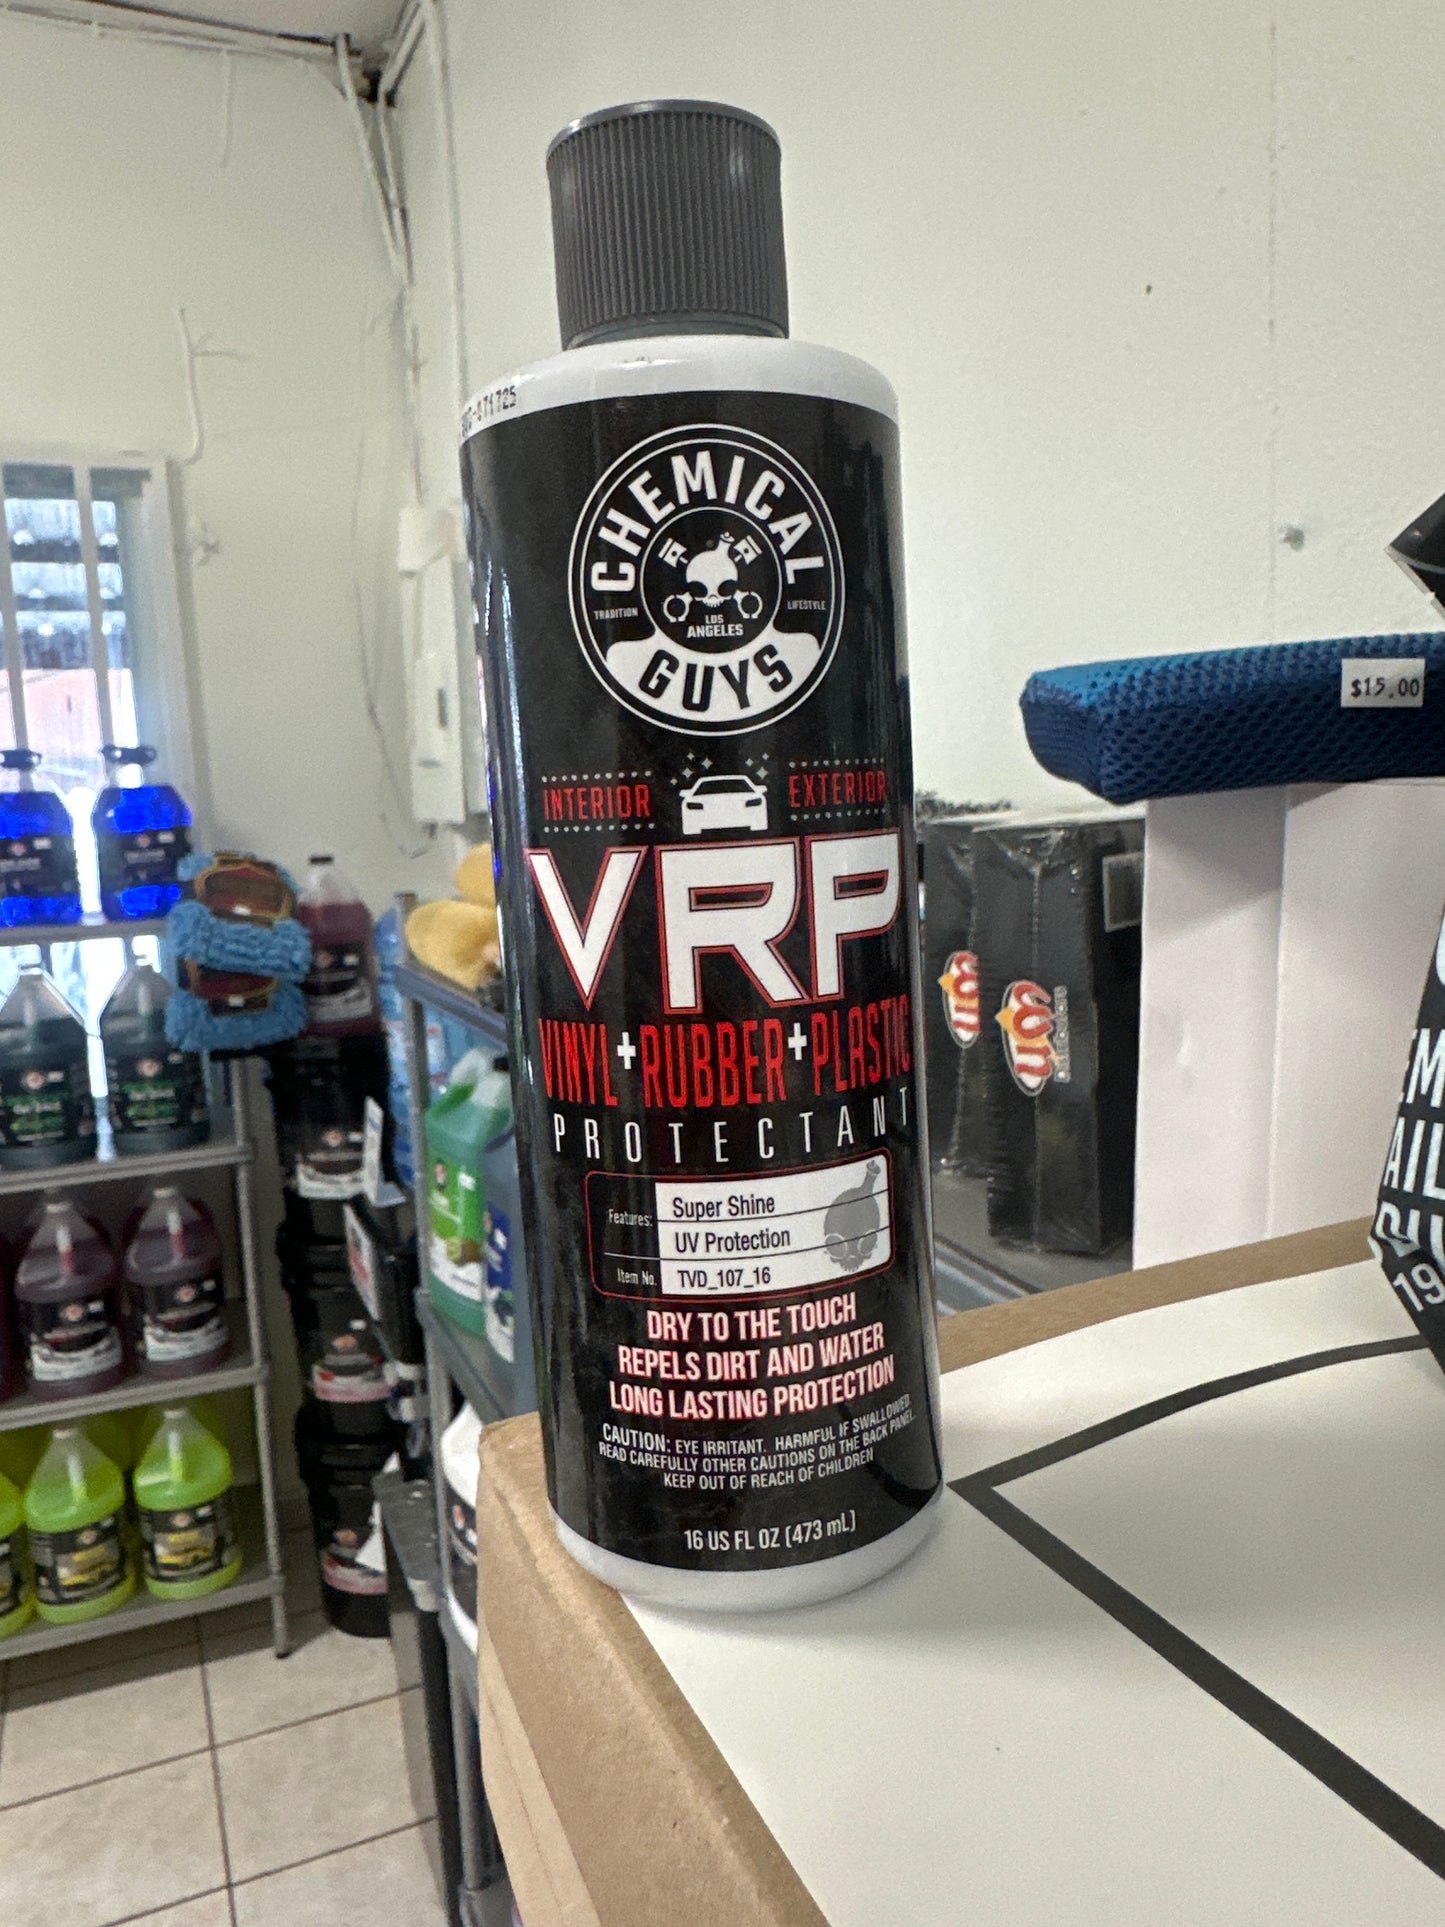 CHEMICAL
TRADITION
LIFESTYLE
LOS
ANGELES
GUYS
INTERIOR
EXTERIOR
VRP
VINYL+RUBBER+PLASTIC
PROTECTANT
Features: Super Shine
UV Protection
Item No. TVD_107_16
DRY TO THE TOUCH
REPELS DIRT AND WATER
LONG LASTING PROTECTION
CAUTION: EYE IRRITANT. HARMFUL IF SWALLOWED.
READ CAREFULLY OTHER CAUTIONS ON THE BACK PANEL.
KEEP OUT OF REACH OF CHILDREN
16 US FL OZ (473 mL)
$15.00